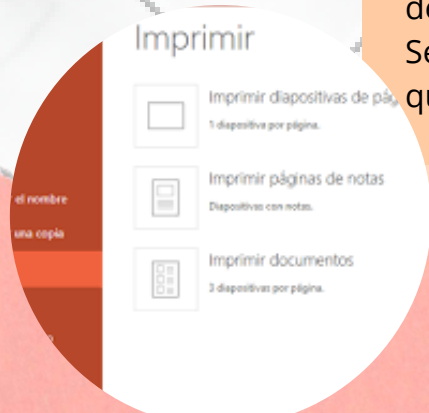 de
Se
qu
Imprimir
Imprimir diapositivas de pág
1 diapositiva por página.
Imprimir páginas de notas
Diapositivas con notas.
Imprimir documentos
3 diapositivas por página.
el nombre
una copia